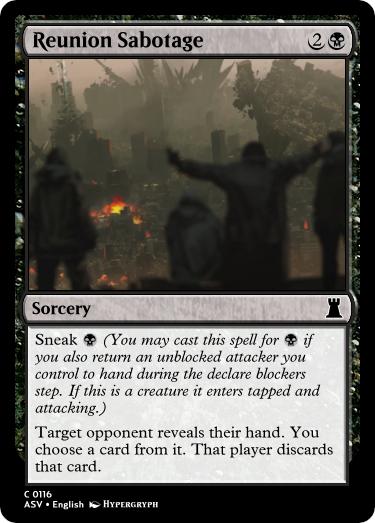 Reunion Sabotage 2
Sorcery
Sneak (You may cast this spell for if
you also return an unblocked attacker you
control to hand during the declare blockers
step. If this is a creature it enters tapped and
attacking.)
Target opponent reveals their hand. You
choose a card from it. That player discards
that card.
C 0116
ASV • English HYPERGRYPH